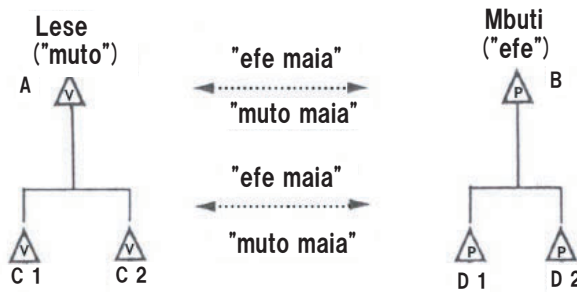 Lese
("muto")
Mbuti
("efe")
A
V
"efe maia"
"muto maia"
P
B
"efe maia"
"muto maia"
V
V
P
P
C 1
C 2
D 1
D 2